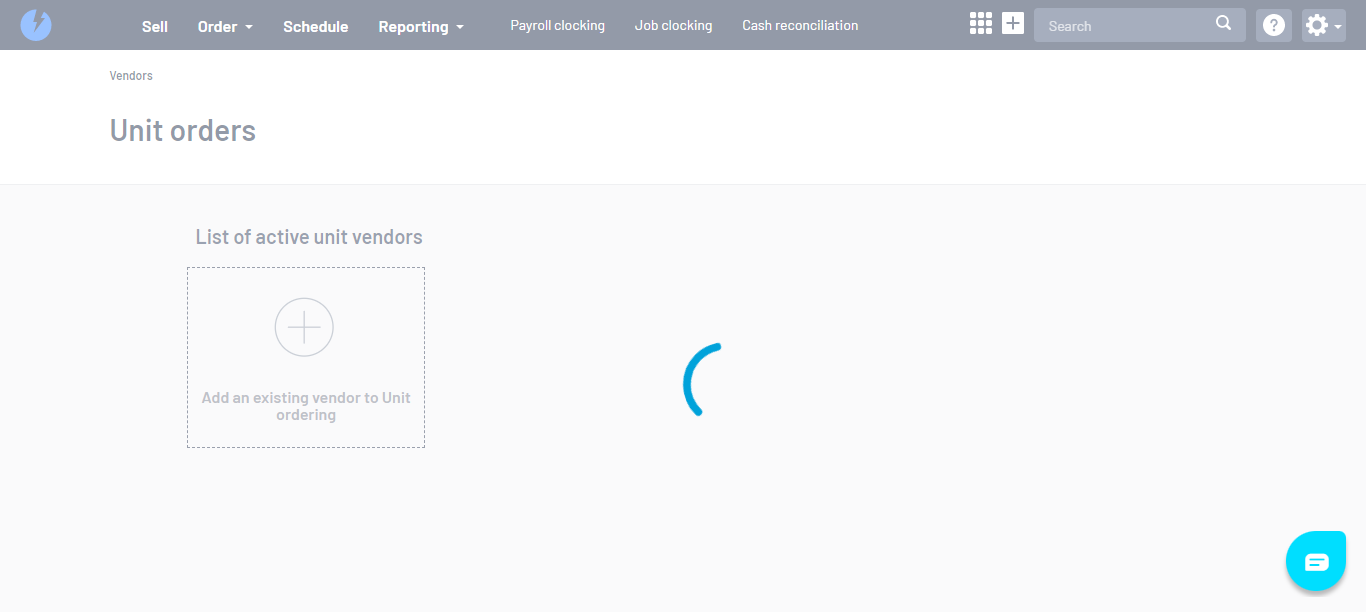 Sell Order Schedule Reporting Payroll clocking Job clocking Cash reconciliation Search
Vendors
Unit orders
List of active unit vendors
Add an existing vendor to Unit
ordering